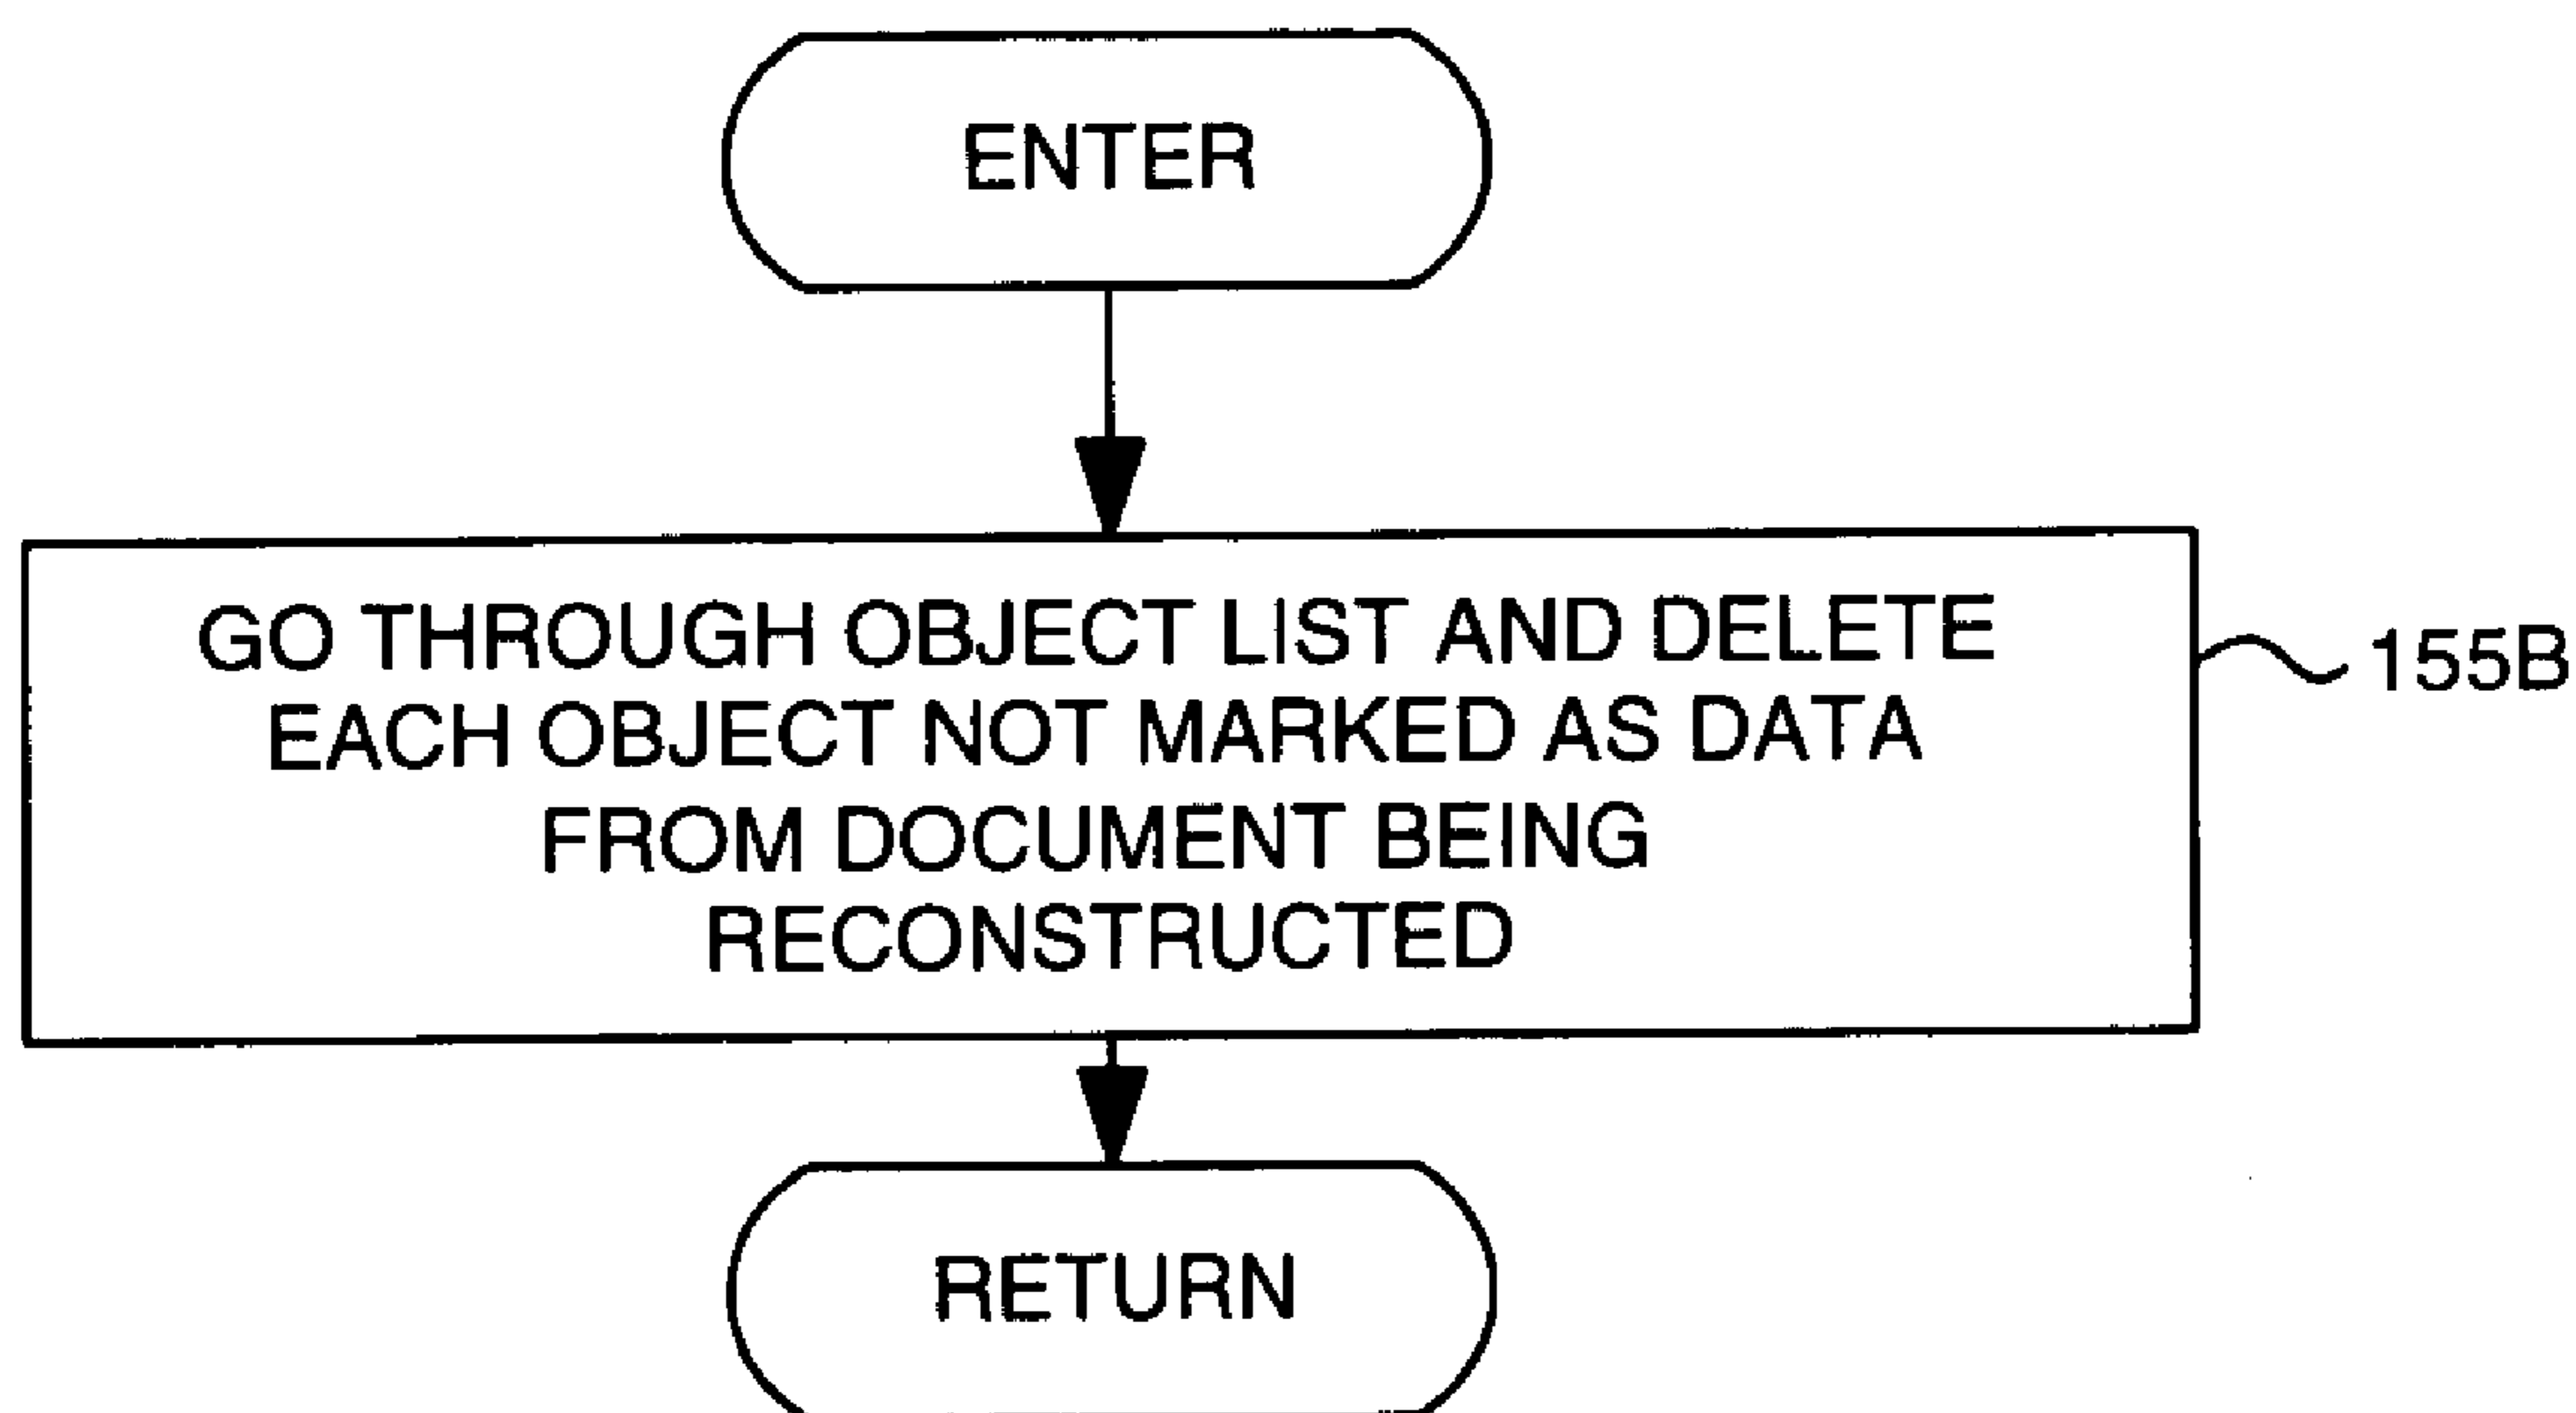 ENTER
GO THROUGH OBJECT LIST AND DELETE
EACH OBJECT NOT MARKED AS DATA
FROM DOCUMENT BEING
RECONSTRUCTED
155B
RETURN